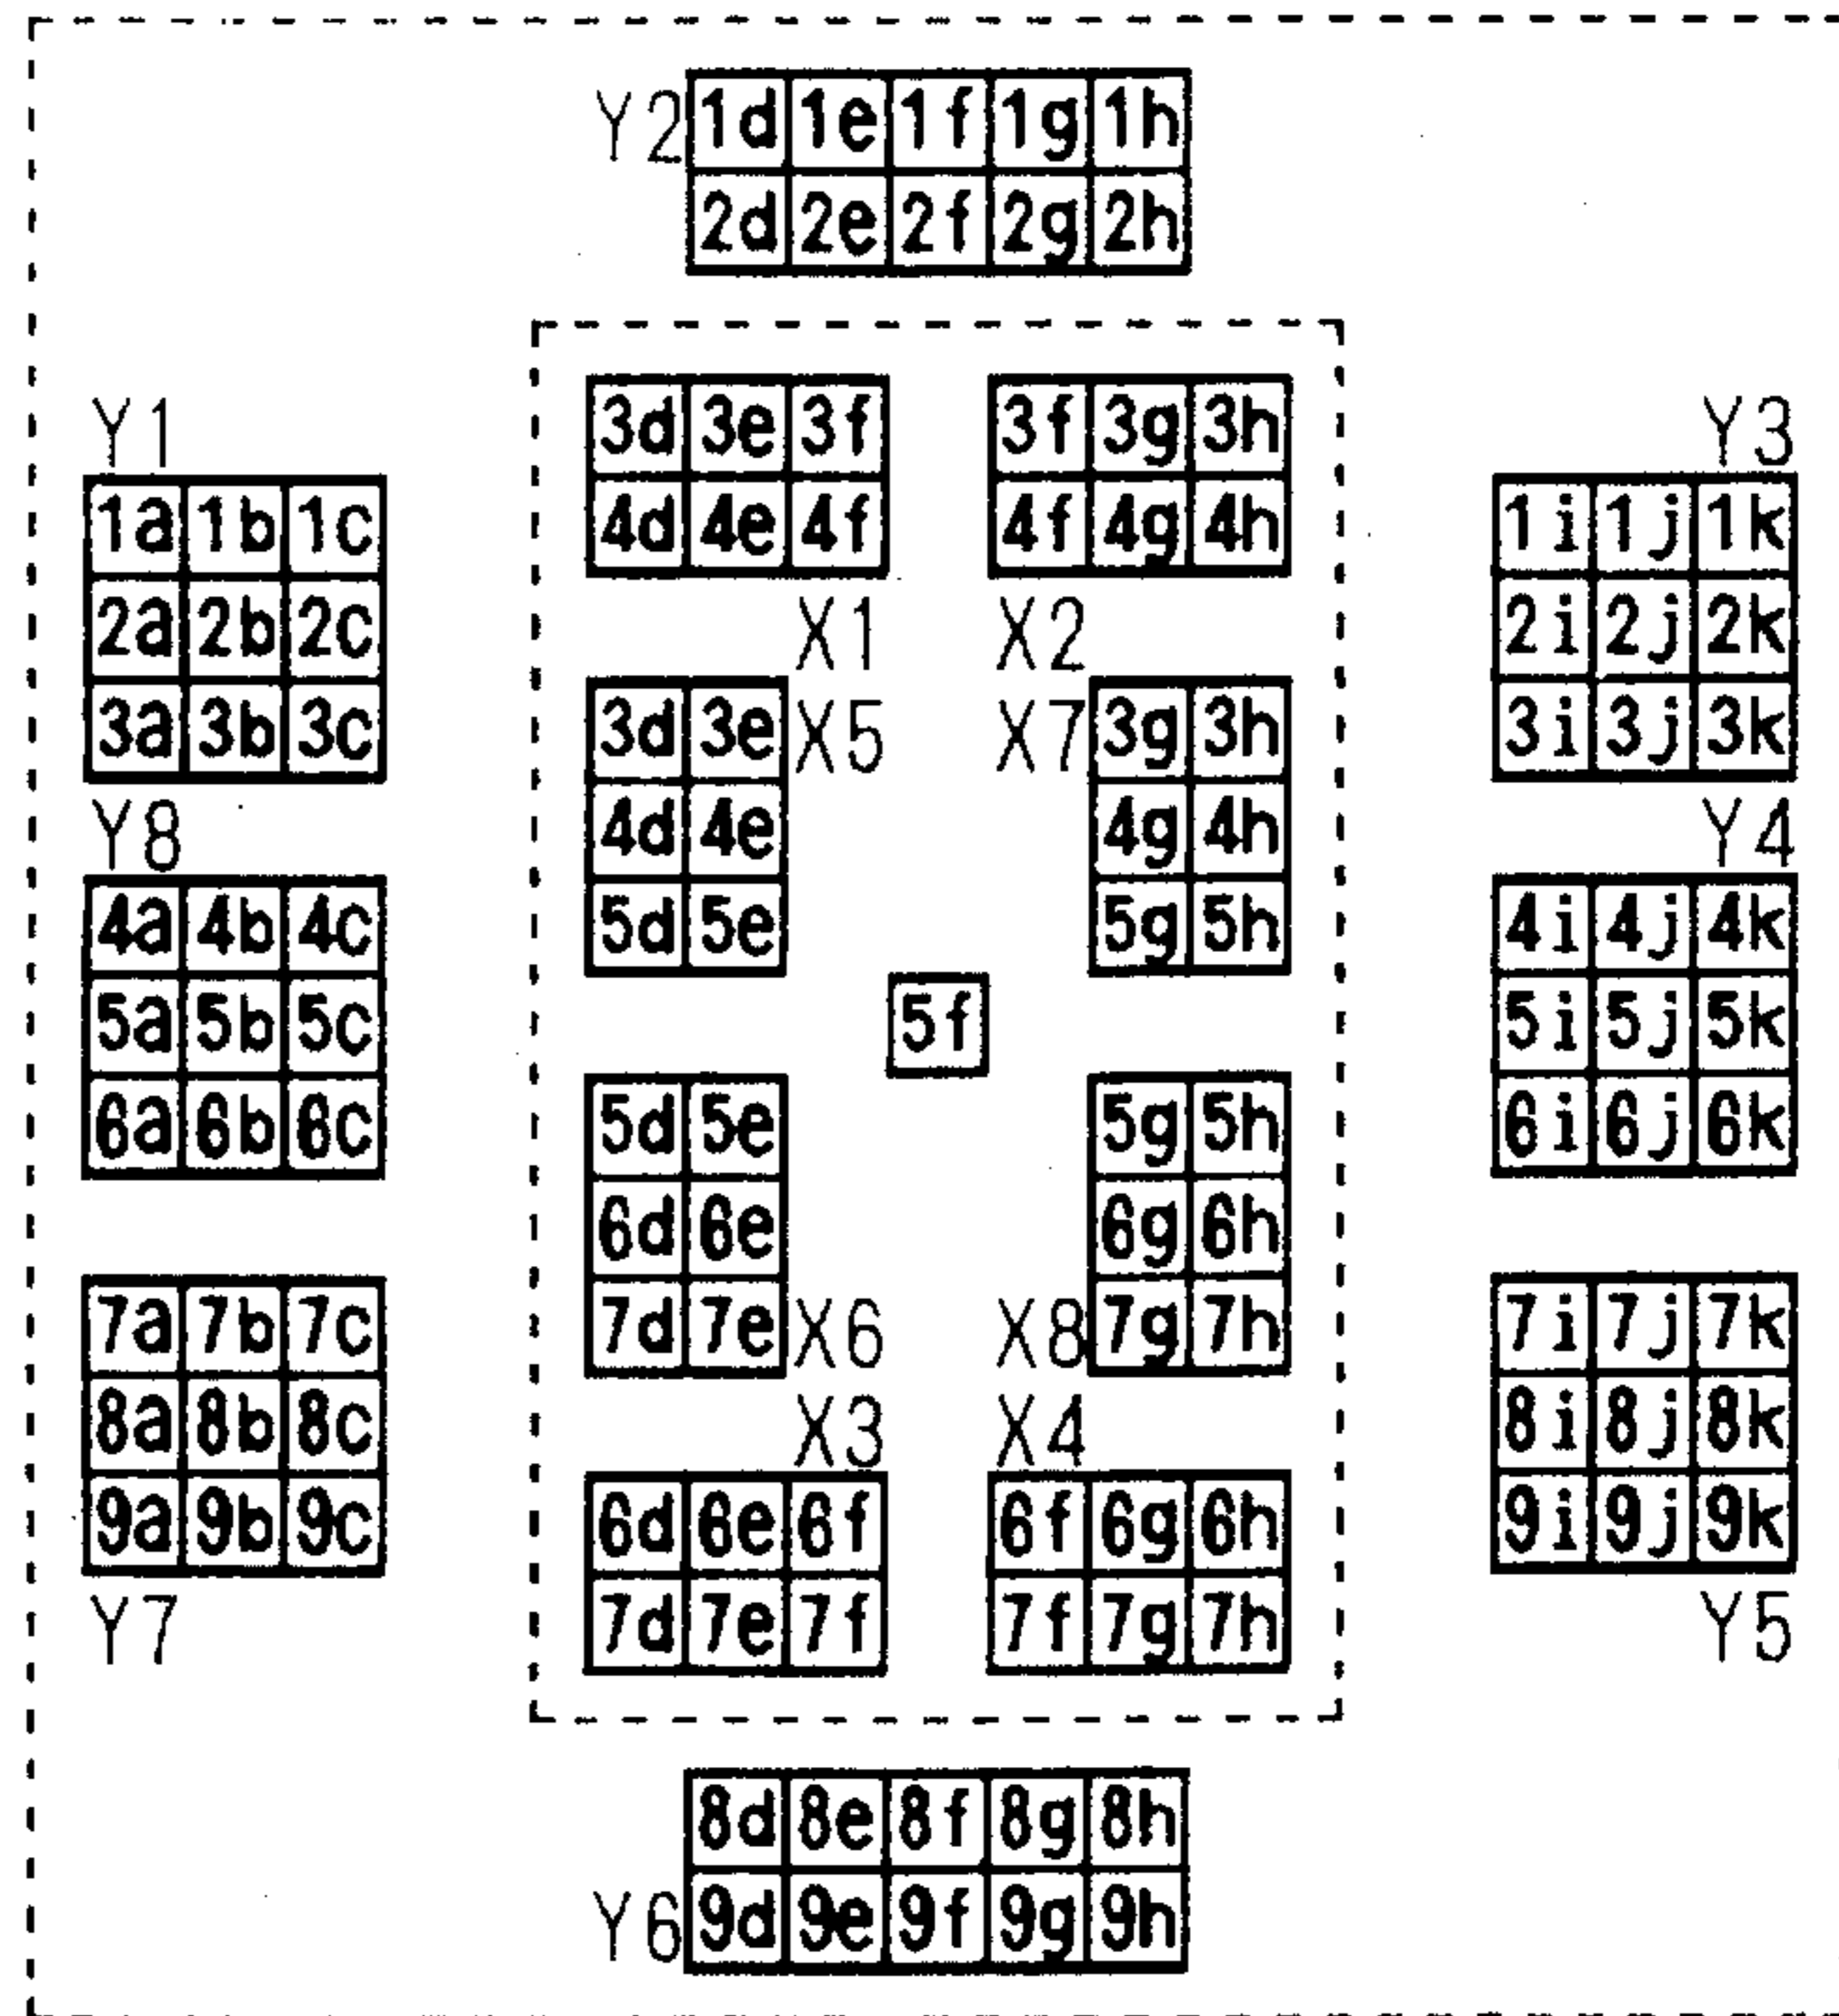 Y2 1d 1e 1f 1g 1h
2d 2e 2f 2g 2h
Y1
1a 1b 1c
2a 2b 2c
3a 3b 3c
Y8
4a 4b 4c
5a 5b 5c
6a 6b 6c
7a 7b 7c
8a 8b 8c
9a 9b 9c
Y7
3d 3e 3f
4d 4e 4f
X1
3f 3g 3h
4f 4g 4h
X2
3d 3e X5
4d 4e
5d 5e
X7 3g 3h
4g 4h
5g 5h
5f
5d 5e
6d 6e
7d 7e X6
5g 5h
6g 6h
X8 7g 7h
X3
6d 6e 6f
7d 7e 7f
X4
6f 6g 6h
7f 7g 7h
Y3
1i 1j 1k
2i 2j 2k
3i 3j 3k
Y4
4i 4j 4k
5i 5j 5k
6i 6j 6k
7i 7j 7k
8i 8j 8k
9i 9j 9k
Y5
8d 8e 8f 8g 8h
Y6 9d 9e 9f 9g 9h